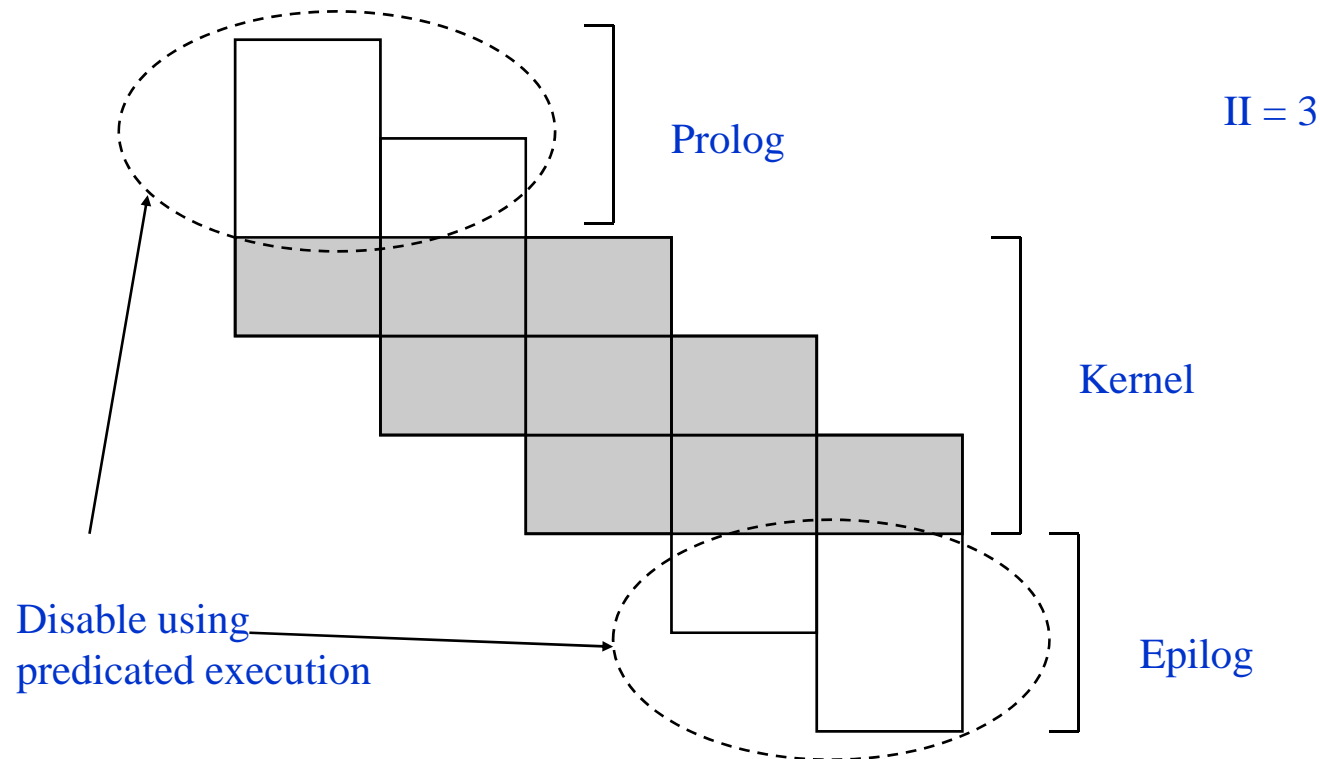 II = 3
Prolog
Kernel
Disable using
predicated execution
Epilog